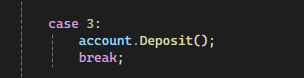 case 3:
account.Deposit();
break;